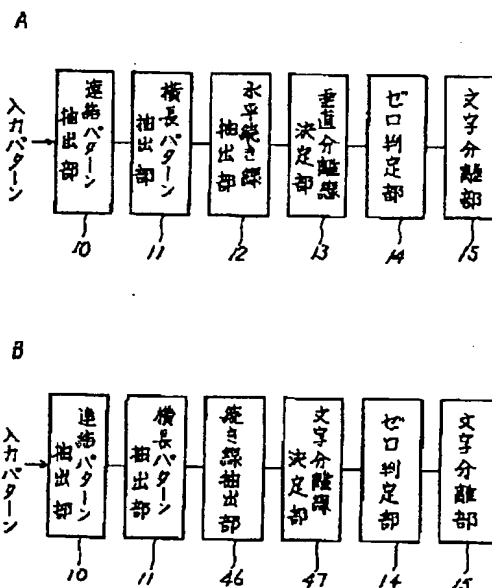 A
入力パターン
連絡パターン
抽出部
横長パターン
抽出部
水平続き線
抽出部
垂直分離線
決定部
ゼロ判定部
文字分離部
10
11
12
13
14
15
B
入力パターン
連結パターン
抽出部
横長パターン
抽出部
続き線抽出部
文字分離線
決定部
ゼロ判定部
文字分離部
10
11
46
47
14
15